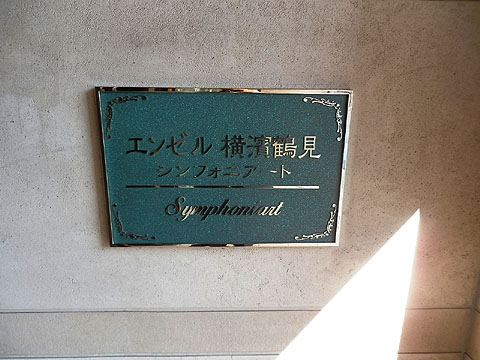 エンゼル 横濱鶴見
シンフォニアート
Symphoniart